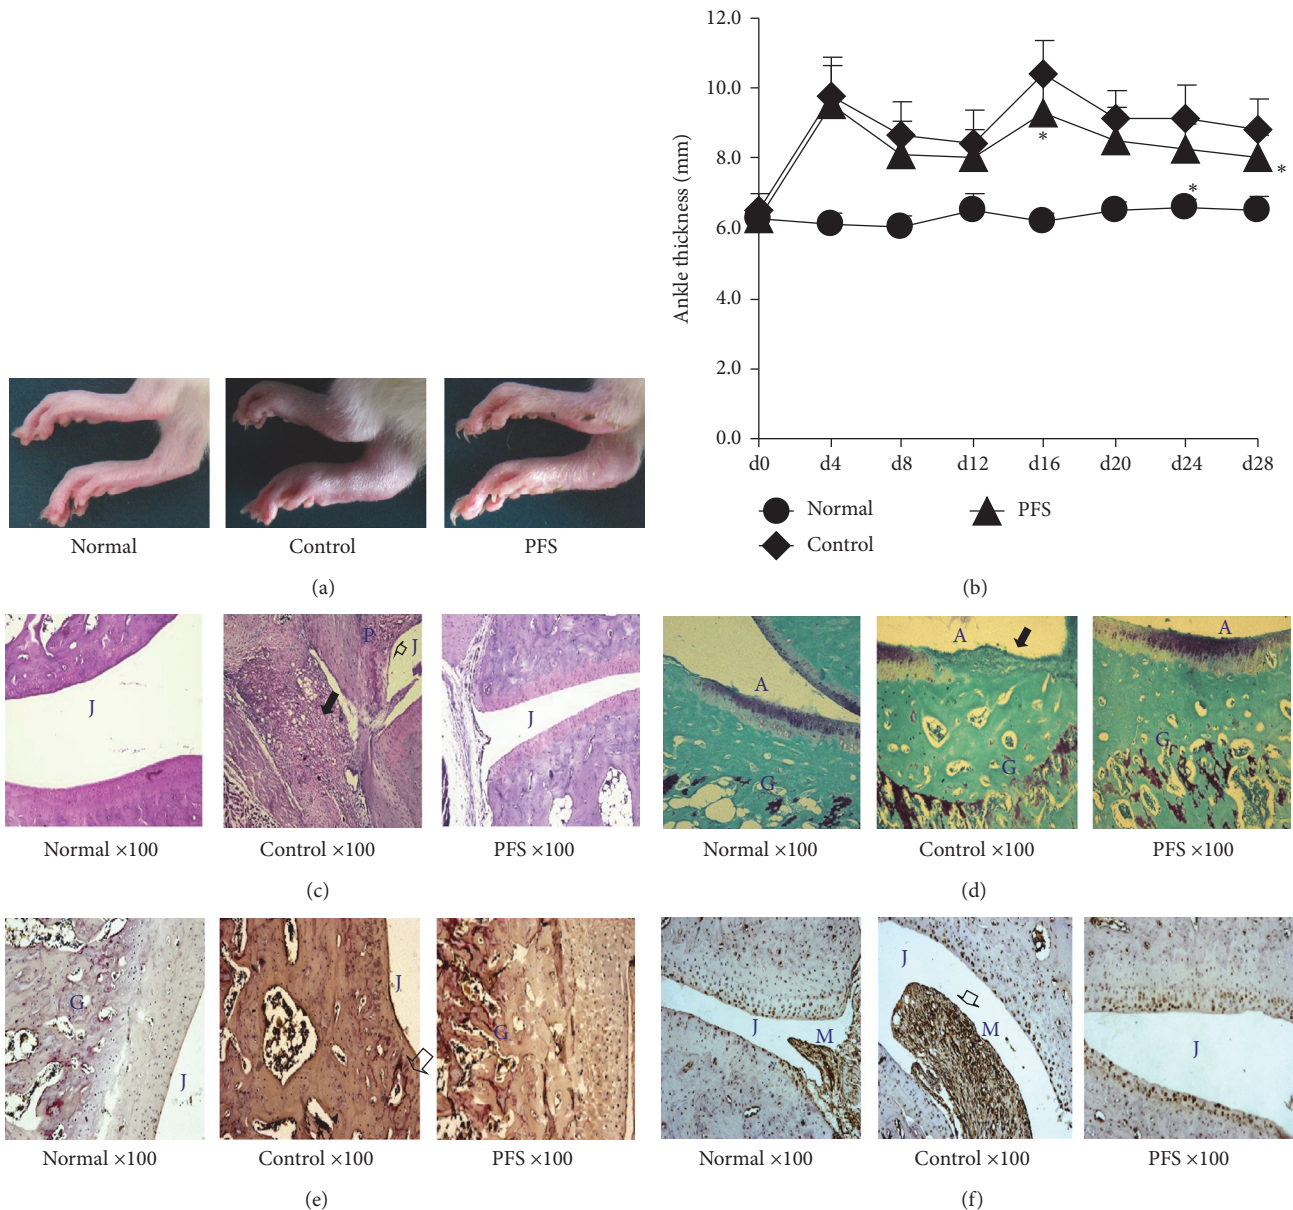 Normal
Control
PFS
(a)
12.0
10.0
8.0
6.0
4.0
2.0
0.0
Ankle thickness (mm)
*
*
*
d0 d4 d8 d12 d16 d20 d24 d28
Normal PFS
Control
(b)
J
P
J
J
Normal ×100 Control ×100 PFS ×100
(c)
A
G
A
G
A
G
Normal ×100 Control ×100 PFS ×100
(d)
G
J
J
G
Normal ×100 Control ×100 PFS ×100
(e)
J
M
J
M
J
Normal ×100 Control ×100 PFS ×100
(f)